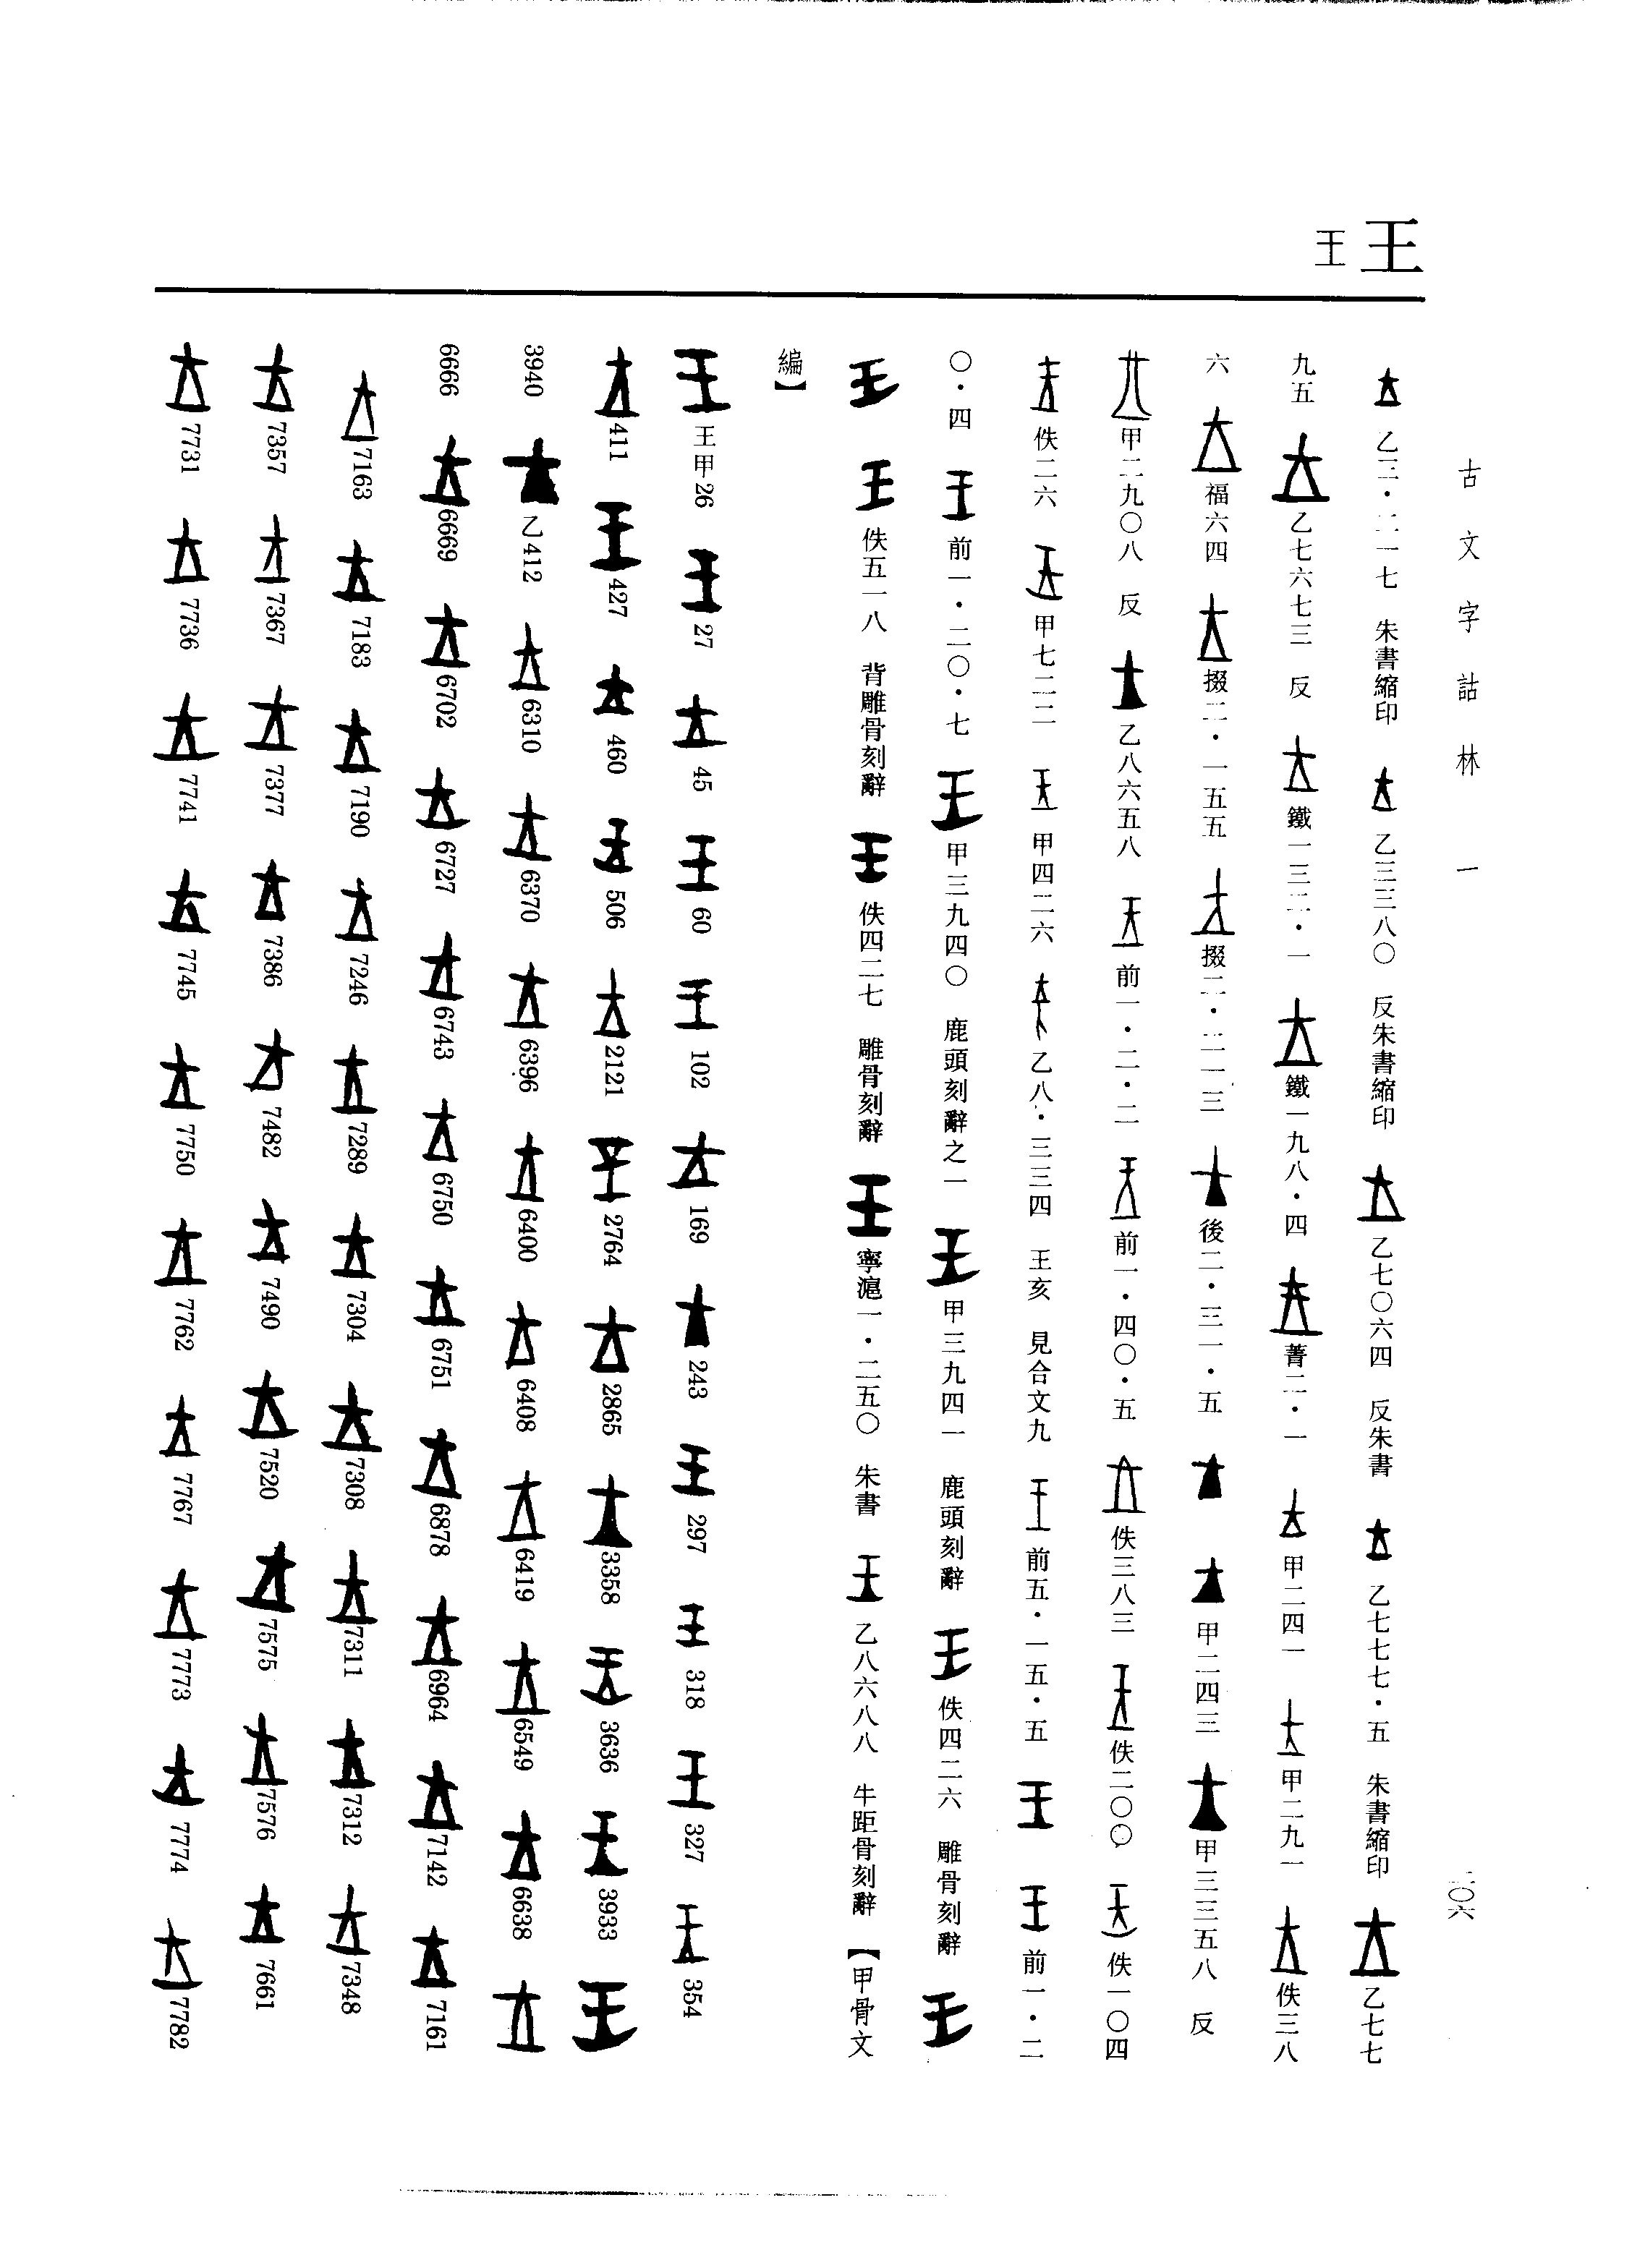 王 王
古文字詁林 一
二〇六
乙三·二一七 朱書縮印 乙三三八〇 反朱書縮印 乙七〇六四 反朱書 乙七七七·五 朱書縮印 乙七七
九五 乙七六七三 反 鐵一三二·一 鐵一九八·四 菁二·一 甲二四一 甲二九一 佚三八
六 福六四 掇二·一五五 掇二·二一三 後二·三一·五 甲二四三 甲三三五八 反
甲二九〇八 反 乙八六五八 前一·二·二 前一·四〇·五 佚三八三 佚二〇〇 佚一〇四
佚二六 甲七二二 甲四二六 乙八·三三四 王亥 見合文九 前五·一五·五 前一·二
〇·四 前一·二〇·七 甲三九四〇 鹿頭刻辭之一 甲三九四一 鹿頭刻辭 佚四二六 雕骨刻辭
佚五一八 背雕骨刻辭 佚四二七 雕骨刻辭 寧滬一·二五〇 朱書 乙八六八八 牛距骨刻辭 【甲骨文
編】
王 甲26 27 45 60 102 169 243 297 318 327 354
411 427 460 506 2121 2764 2865 3358 3636 3933
3940 乙412 6310 6370 6396 6400 6408 6419 6549 6638
6666 6669 6702 6727 6743 6750 6751 6878 6964 7142 7161
7163 7183 7190 7246 7289 7304 7308 7311 7312 7348
7357 7367 7377 7386 7482 7490 7520 7575 7576 7661
7731 7736 7741 7745 7750 7762 7767 7773 7774 7782